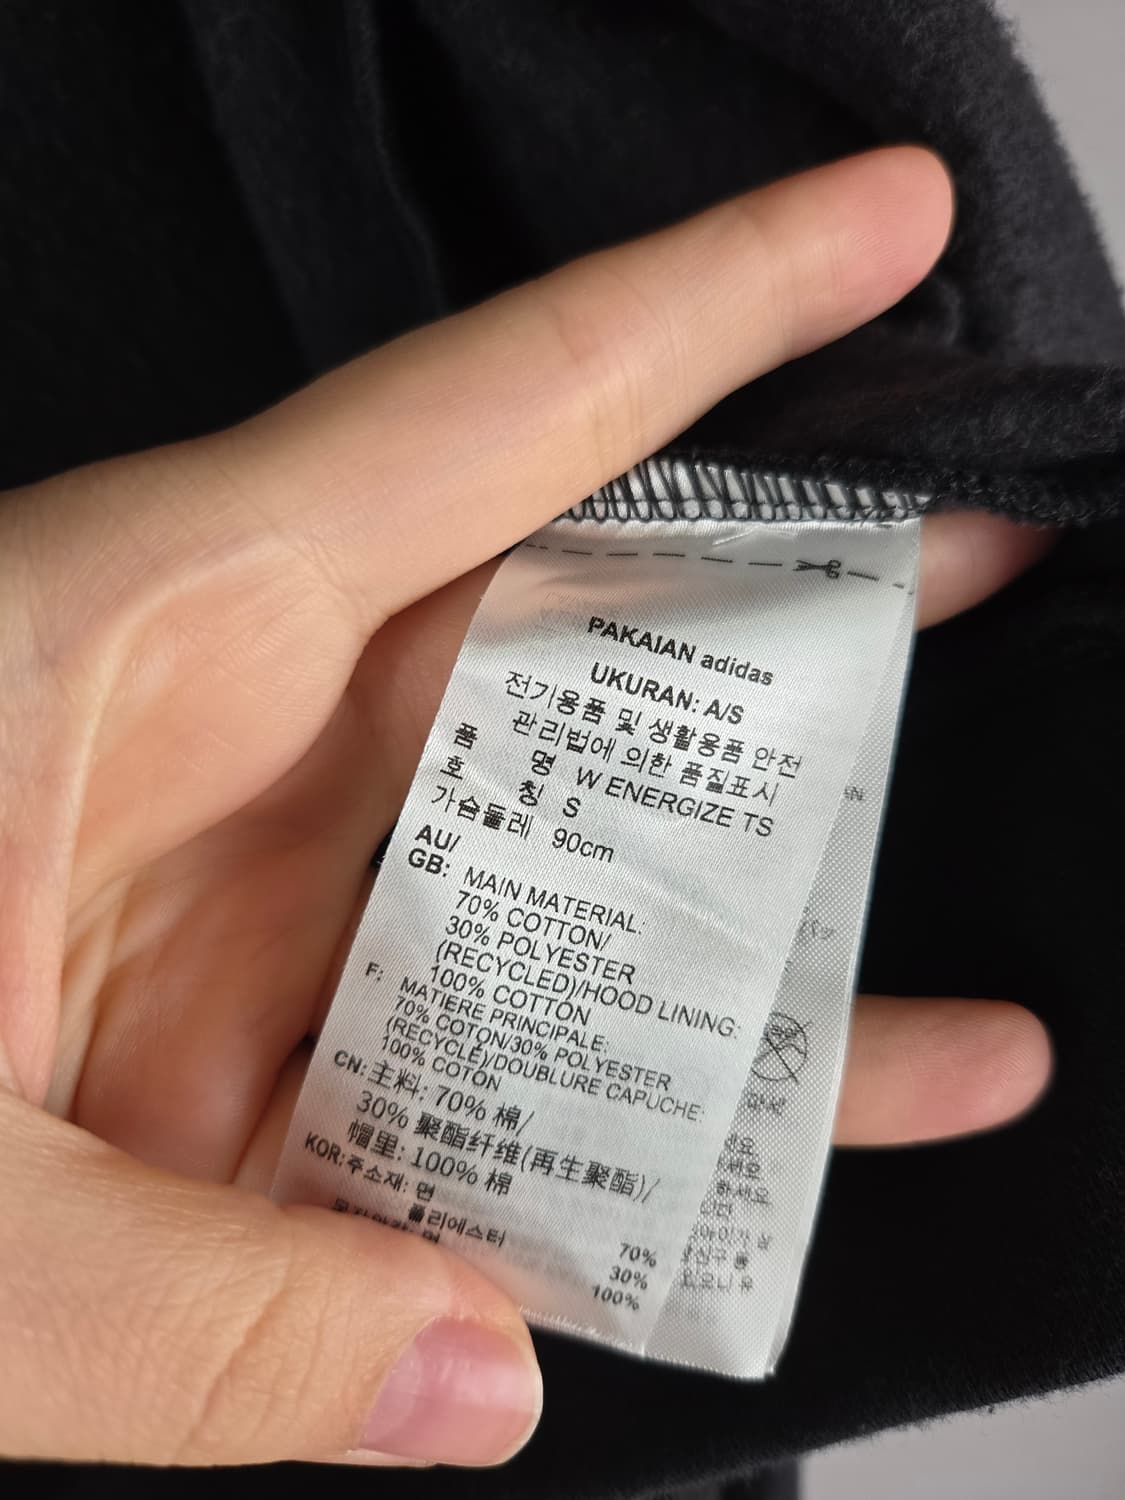 PAKAIAN adidas
UKURAN: A/S
전기용품 및 생활용품 안전
관리법에 의한 품질표시
품 명 W ENERGIZE TS
호 칭 S
가슴둘레 90cm
AU/
GB: MAIN MATERIAL:
70% COTTON/
30% POLYESTER
(RECYCLED)/HOOD LINING:
100% COTTON
F: MATIERE PRINCIPALE:
70% COTON/30% POLYESTER
(RECYCLÉ)/DOUBLURE CAPUCHE:
100% COTON
CN: 主料: 70% 棉/
30% 聚酯纤维(再生聚酯)/
帽里: 100% 棉
KOR: 주소재: 면 70%
폴리에스터 30%
면 100%